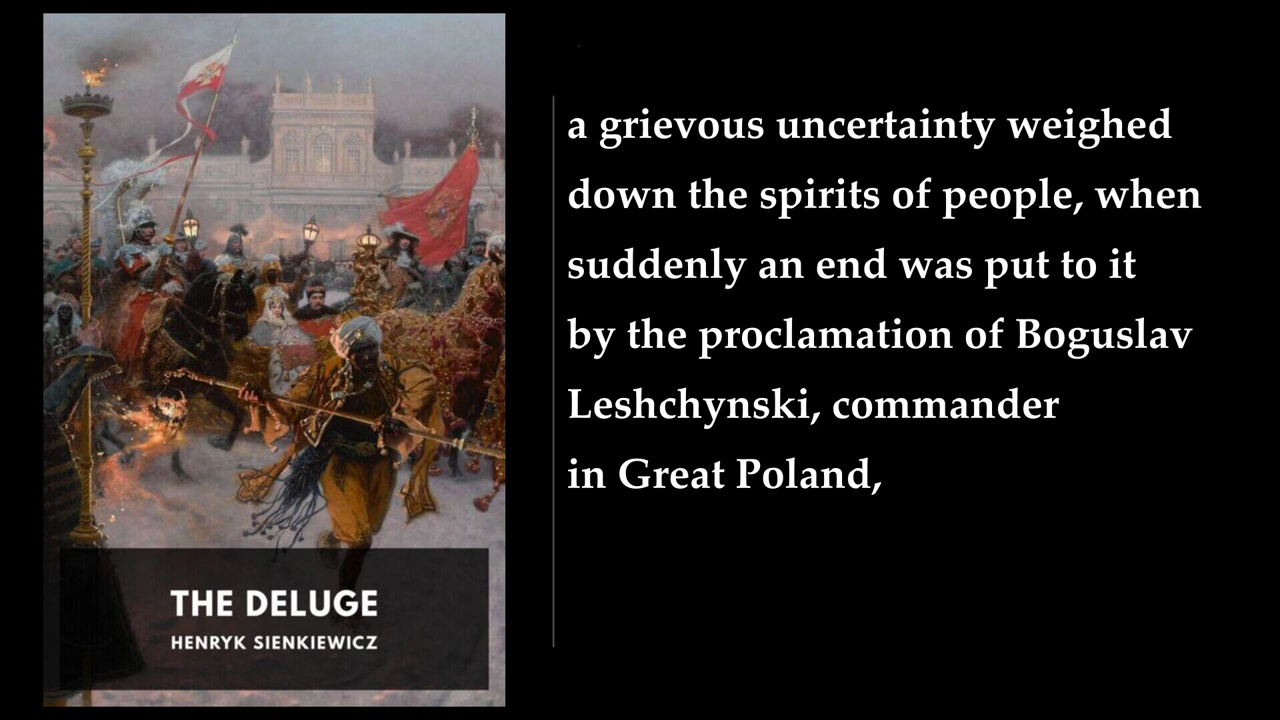 THE DELUGE
HENRYK SIENKIEWICZ
a grievous uncertainty weighed
down the spirits of people, when
suddenly an end was put to it
by the proclamation of Boguslav
Leshchynski, commander
in Great Poland,